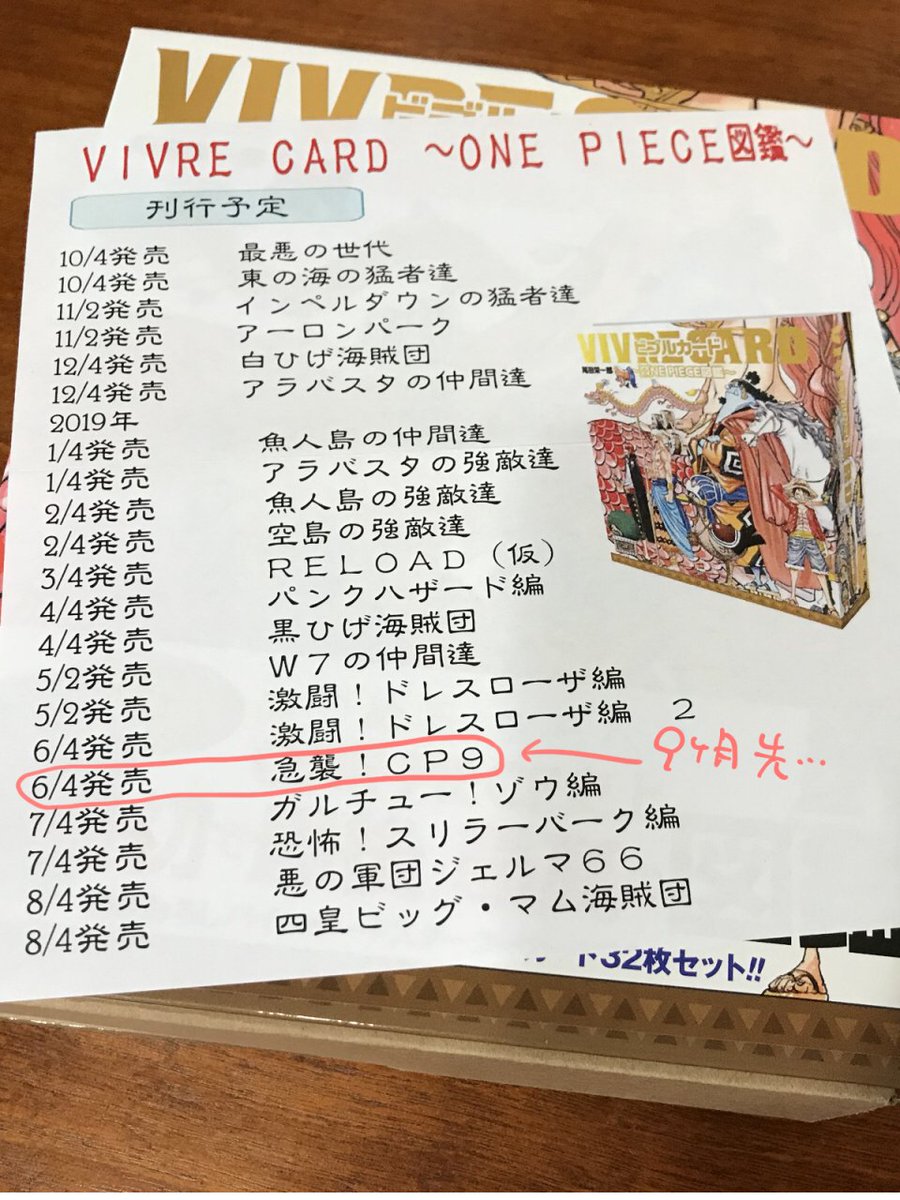 VIVRE CARD ～ONE PIECE図鑑～
刊行予定
10/4発売 最悪の世代
10/4発売 東の海の猛者達
11/2発売 インペルダウンの猛者達
11/2発売 アーロンパーク
12/4発売 白ひげ海賊団
12/4発売 アラバスタの仲間達
2019年
1/4発売 魚人島の仲間達
1/4発売 アラバスタの強敵達
2/4発売 魚人島の強敵達
2/4発売 空島の強敵達
3/4発売 ＲＥＬＯＡＤ（仮）
4/4発売 パンクハザード編
4/4発売 黒ひげ海賊団
5/2発売 Ｗ７の仲間達
5/2発売 激闘！ドレスローザ編
6/4発売 激闘！ドレスローザ編 ２
6/4発売 急襲！ＣＰ９
9ヶ月先…
7/4発売 ガルチュー！ゾウ編
7/4発売 恐怖！スリラーバーク編
8/4発売 悪の軍団ジェルマ６６
8/4発売 四皇ビッグ・マム海賊団
VIVRE CARD
ビブルカード
尾田栄一郎
～ONE PIECE図鑑～
32枚セット!!